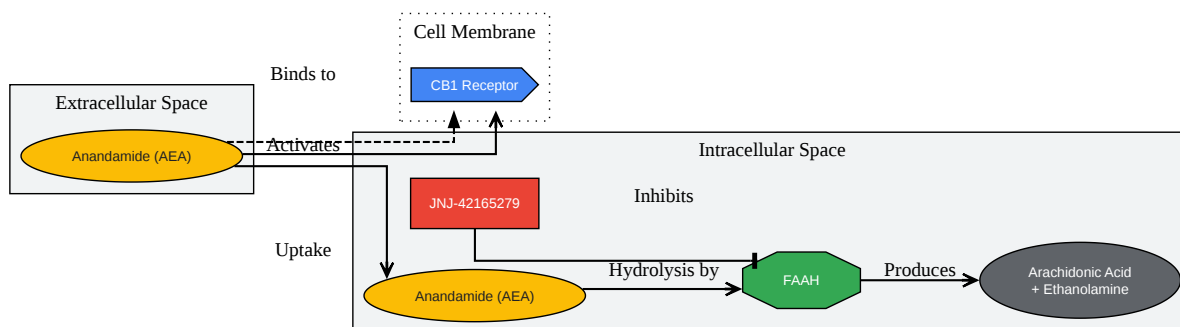 Cell Membrane
Binds to
CB1 Receptor
Extracellular Space
Activates
Anandamide (AEA)
Intracellular Space
JNJ-42165279
Inhibits
Uptake
Hydrolysis by
FAAH
Produces
Arachidonic Acid
+ Ethanolamine
Anandamide (AEA)